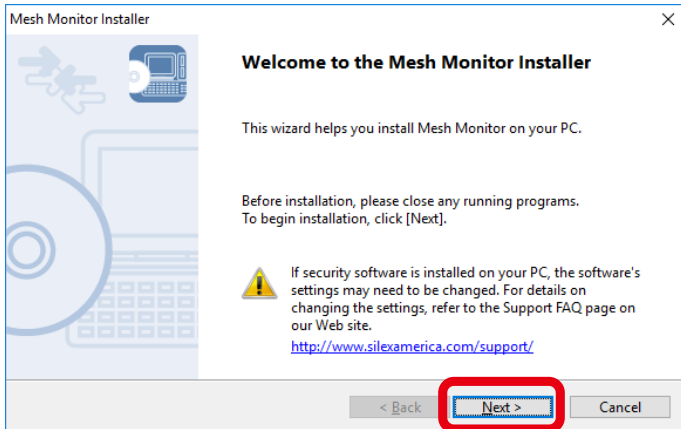 Mesh Monitor Installer
Welcome to the Mesh Monitor Installer
This wizard helps you install Mesh Monitor on your PC.
Before installation, please close any running programs.
To begin installation, click [Next].
If security software is installed on your PC, the software's
settings may need to be changed. For details on
changing the settings, refer to the Support FAQ page on
our Web site.
http://www.silexamerica.com/support/
< Back Next > Cancel